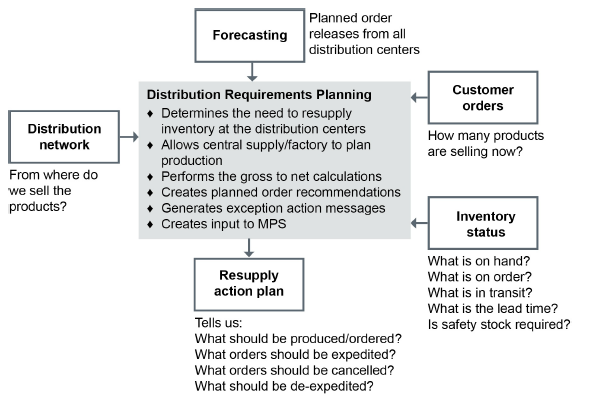 Forecasting
Planned order
releases from all
distribution centers
Distribution Requirements Planning
♦ Determines the need to resupply
inventory at the distribution centers
♦ Allows central supply/factory to plan
production
♦ Performs the gross to net calculations
♦ Creates planned order recommendations
♦ Generates exception action messages
♦ Creates input to MPS
Distribution
network
From where do
we sell the
products?
Customer
orders
How many products
are selling now?
Inventory
status
What is on hand?
What is on order?
What is in transit?
What is the lead time?
Is safety stock required?
Resupply
action plan
Tells us:
What should be produced/ordered?
What orders should be expedited?
What orders should be cancelled?
What should be de-expedited?